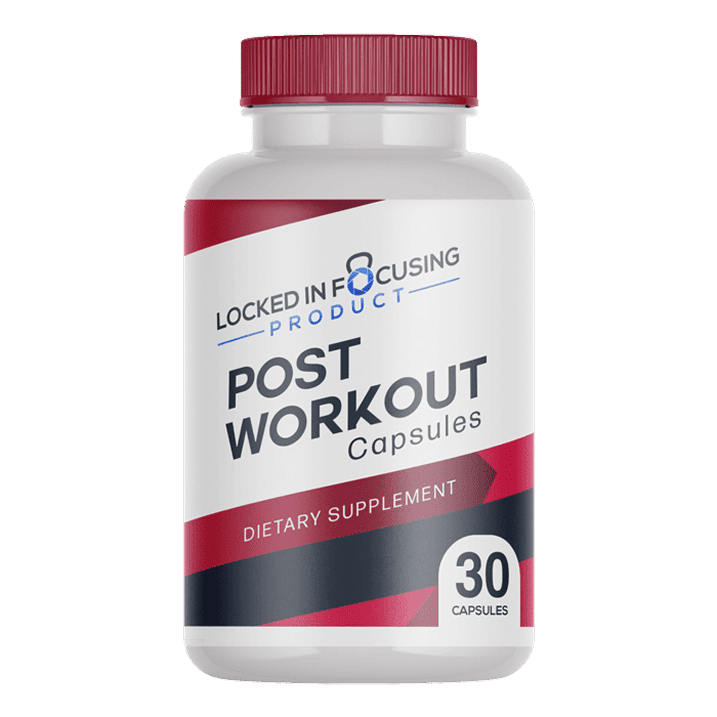 LOCKED IN FOCUSING
PRODUCT
POST
WORKOUT
Capsules
DIETARY SUPPLEMENT
30
CAPSULES